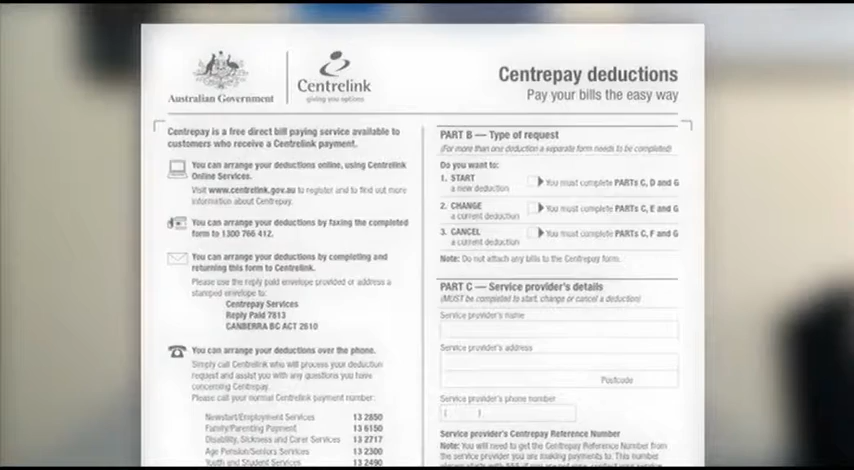 Australian Government
Centrelink
giving you options
Centrepay deductions
Pay your bills the easy way
Centrepay is a free direct bill paying service available to
customers who receive a Centrelink payment.
You can arrange your deductions online, using Centrelink
Online Services.
Visit www.centrelink.gov.au to register and to find out more
information about Centrepay.
You can arrange your deductions by faxing the completed
form to 1300 766 412.
You can arrange your deductions by completing and
returning this form to Centrelink.
Please use the reply paid envelope provided or address a
stamped envelope to:
Centrepay Services
Reply Paid 7813
CANBERRA BC ACT 2610
You can arrange your deductions over the phone.
Simply call Centrelink who will process your deduction
request and assist you with any questions you have
concerning Centrepay.
Please call your normal Centrelink payment number:
Newstart/Employment Services 13 2850
Family/Parenting Payment 13 6150
Disability, Sickness and Carer Services 13 2717
Age Pension/Seniors Services 13 2300
Youth and Student Services 13 2490
PART B — Type of request
(For more than one deduction a separate form needs to be completed)
Do you want to:
1. START
a new deduction
You must complete PARTs C, D and G
2. CHANGE
a current deduction
You must complete PARTs C, E and G
3. CANCEL
a current deduction
You must complete PARTs C, F and G
Note: Do not attach any bills to the Centrepay form.
PART C — Service provider's details
(MUST be completed to start, change or cancel a deduction)
Service provider's name
Service provider's address
Postcode
Service provider's phone number
( )
Service provider's Centrepay Reference Number
Note: You will need to get the Centrepay Reference Number from
the service provider you are making payments to. This number